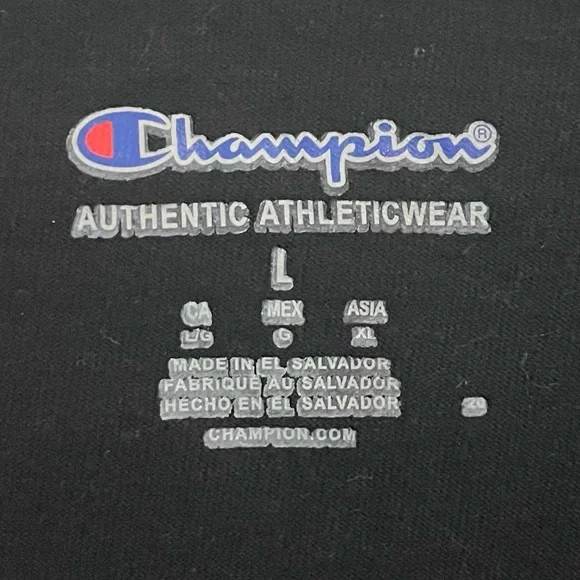 Champion®
AUTHENTIC ATHLETICWEAR
L
CA MEX ASIA
L/G G XL
MADE IN EL SALVADOR
FABRIQUÉ AU SALVADOR
HECHO EN EL SALVADOR
CHAMPION.COM